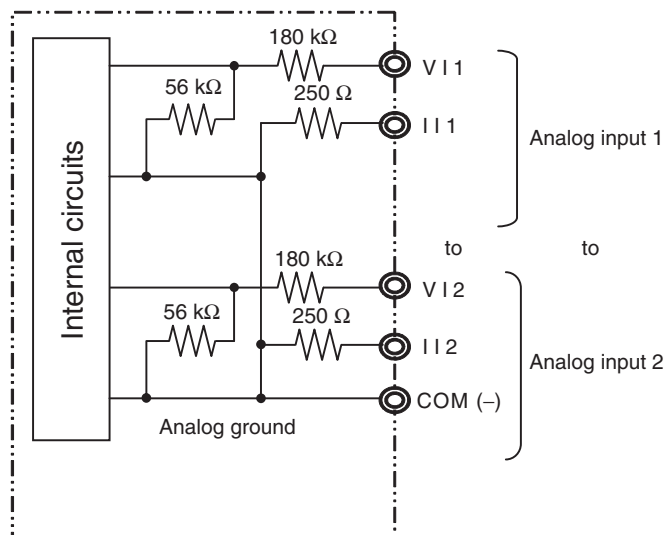 180 kΩ
V I 1
56 kΩ
250 Ω
I I 1
Analog input 1
Internal circuits
to
to
180 kΩ
V I 2
56 kΩ
250 Ω
I I 2
Analog input 2
COM (–)
Analog ground